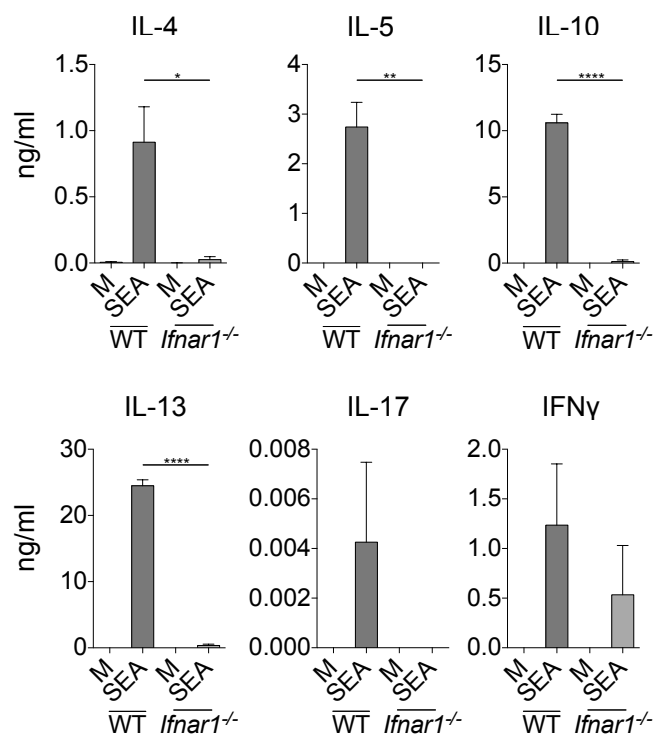 IL-4 IL-5 IL-10
ng/ml
1.5 1.0 0.5 0.0
* 
M SEA M SEA
WT Ifnar1-/-
4 3 2 1 0
**
M SEA M SEA
WT Ifnar1-/-
15 10 5 0
****
M SEA M SEA
WT Ifnar1-/-
IL-13 IL-17 IFNγ
ng/ml
30 20 10 0
****
M SEA M SEA
WT Ifnar1-/-
0.008 0.006 0.004 0.002 0.000
M SEA M SEA
WT Ifnar1-/-
2.0 1.5 1.0 0.5 0.0
M SEA M SEA
WT Ifnar1-/-